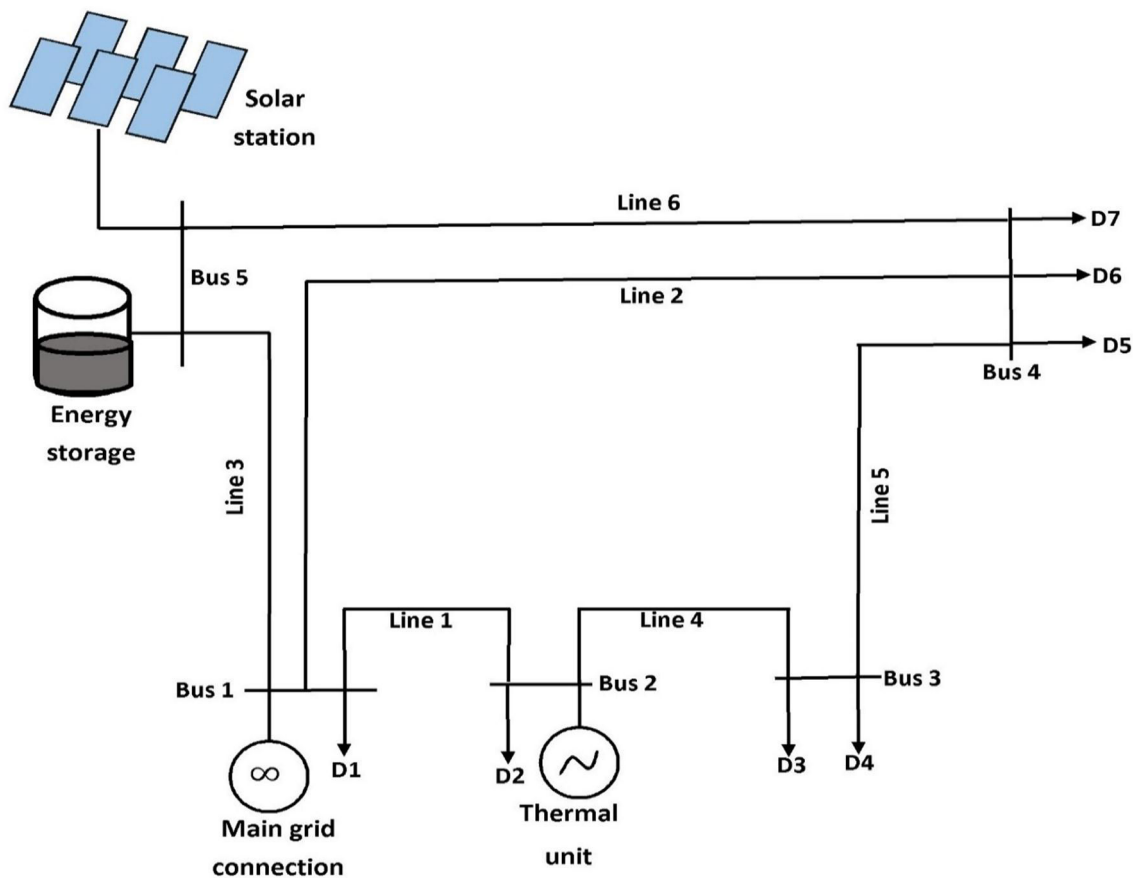 Solar
station
Line 6
D7
Bus 5
D6
Line 2
D5
Bus 4
Energy
storage
Line 3
Line 5
Line 1
Line 4
Bus 1
Bus 2
Bus 3
∞
D1
D2
D3
D4
Main grid
connection
Thermal
unit